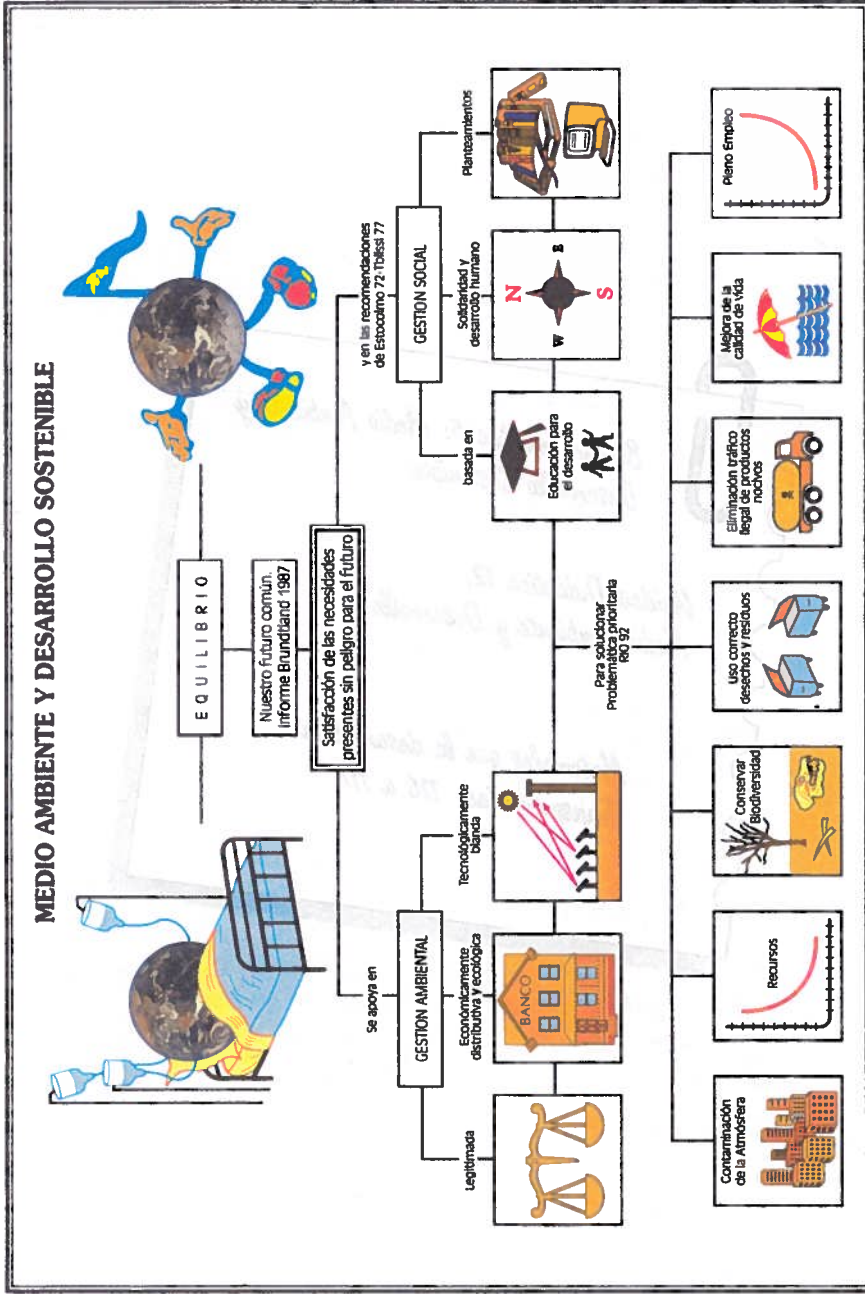 MEDIO AMBIENTE Y DESARROLLO SOSTENIBLE
EQUILIBRIO
Nuestro futuro común.
Informe Brundtland 1987
Satisfacción de las necesidades
presentes sin peligro para el futuro
Se apoya en
y en las recomendaciones
de Estocolmo 72-Tbilissi 77
GESTION AMBIENTAL
GESTION SOCIAL
Legitimada
Económicamente
distributiva y ecológica
Tecnológicamente
blanda
basada en
Solidaridad y
desarrollo humano
Planteamientos
BANCO
Educación para
el desarrollo
N
W
E
S
Para solucionar
Problemática prioritaria
RIO 92
Contaminación
de la Atmósfera
Recursos
Conservar
Biodiversidad
Uso correcto
desechos y residuos
Eliminación tráfico
ilegal de productos
nocivos
Mejora de la
calidad de vida
Pleno Empleo